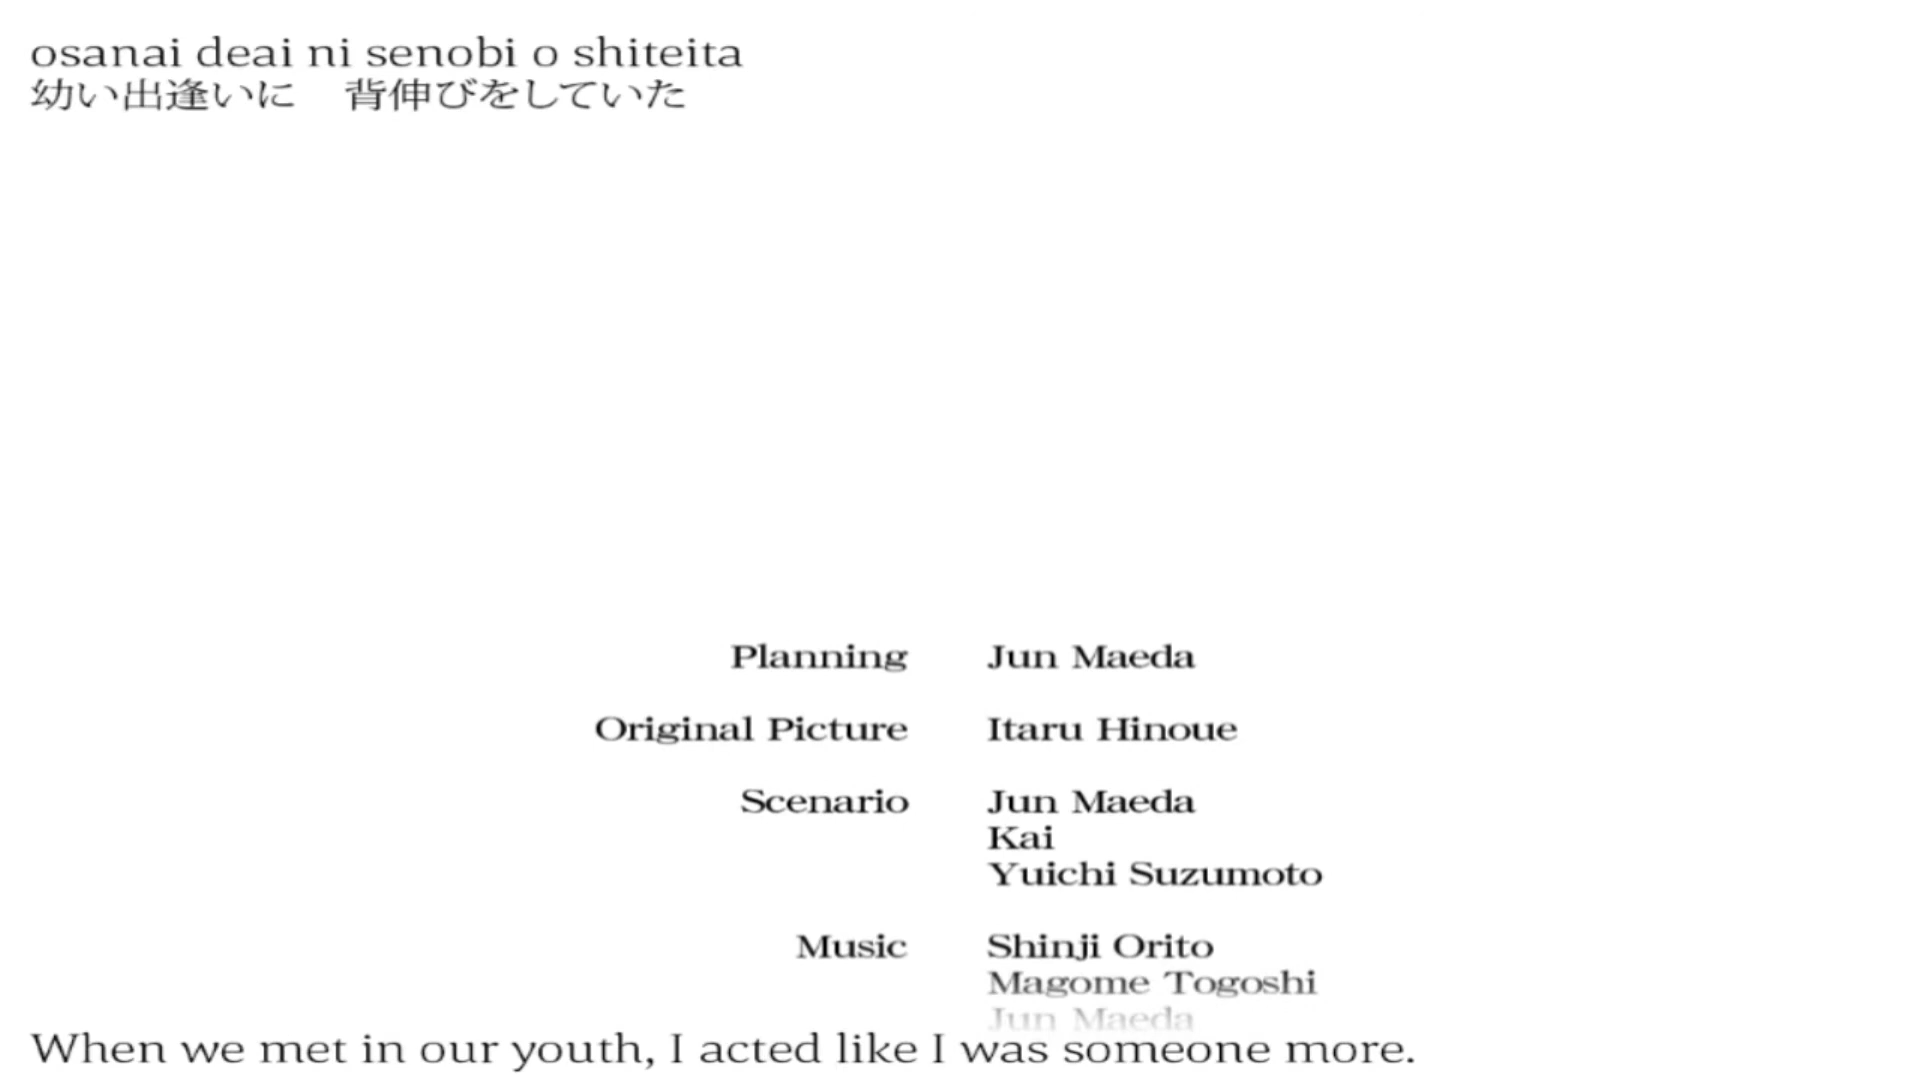 osanai deai ni senobi o shiteita
幼い出逢いに　背伸びをしていた
Planning Jun Maeda
Original Picture Itaru Hinoue
Scenario Jun Maeda
Kai
Yuichi Suzumoto
Music Shinji Orito
Magome Togoshi
Jun Maeda
When we met in our youth, I acted like I was someone more.